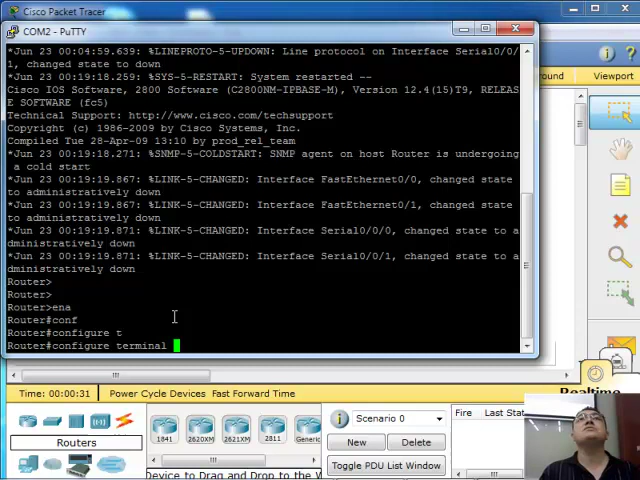 Cisco Packet Tracer
COM2 - PuTTY
*Jun 23 00:04:59.639: %LINEPROTO-5-UPDOWN: Line protocol on Interface Serial0/0/
1, changed state to down
*Jun 23 00:19:18.259: %SYS-5-RESTART: System restarted --
Cisco IOS Software, 2800 Software (C2800NM-IPBASE-M), Version 12.4(15)T9, RELEAS
E SOFTWARE (fc5)
Technical Support: http://www.cisco.com/techsupport
Copyright (c) 1986-2009 by Cisco Systems, Inc.
Compiled Tue 28-Apr-09 13:10 by prod_rel_team
*Jun 23 00:19:18.271: %SNMP-5-COLDSTART: SNMP agent on host Router is undergoing
a cold start
*Jun 23 00:19:19.867: %LINK-5-CHANGED: Interface FastEthernet0/0, changed state
to administratively down
*Jun 23 00:19:19.867: %LINK-5-CHANGED: Interface FastEthernet0/1, changed state
to administratively down
*Jun 23 00:19:19.871: %LINK-5-CHANGED: Interface Serial0/0/0, changed state to a
dministratively down
*Jun 23 00:19:19.871: %LINK-5-CHANGED: Interface Serial0/0/1, changed state to a
dministratively down
Router>
Router>
Router>ena
Router#conf
Router#configure t
Router#configure terminal
ound
Viewport
Time: 00:00:31
Power Cycle Devices Fast Forward Time
Realtime
Routers
1841
2620XM
2621XM
2811
Generic
Device to Drag and Drop to the W
Scenario 0
New
Delete
Toggle PDU List Window
Fire
Last Stat